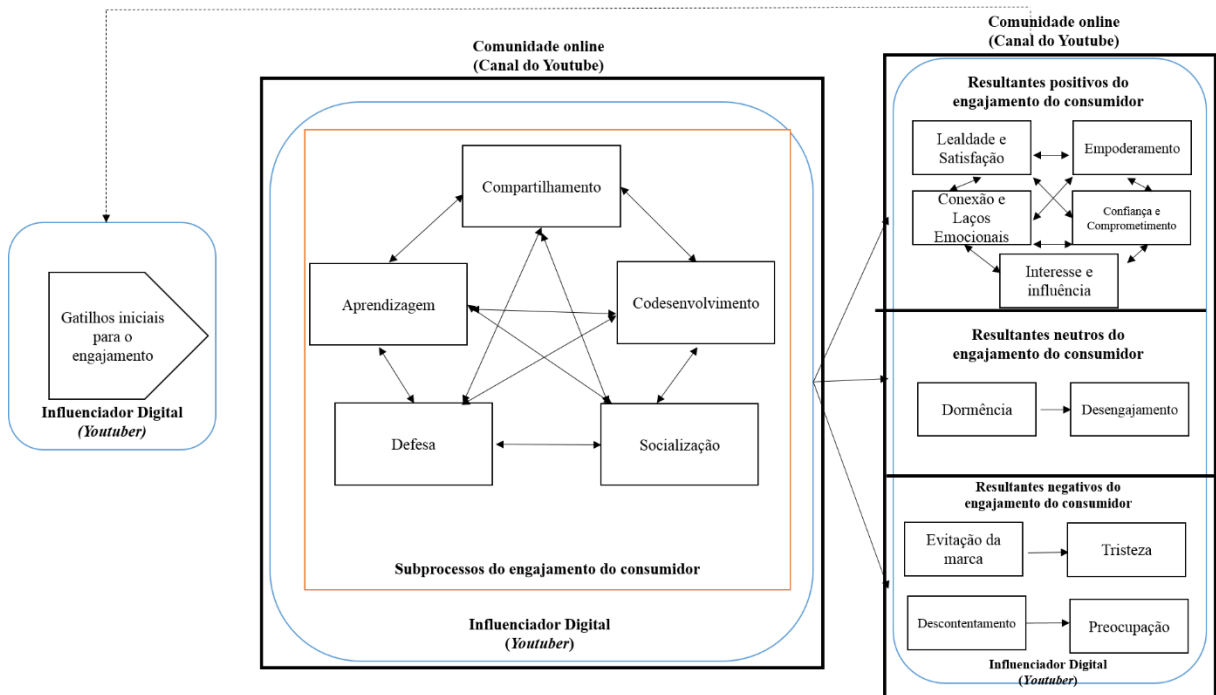 Gatilhos iniciais
para o
engajamento
Influenciador Digital
(Youtuber)
Comunidade online
(Canal do Youtube)
Compartilhamento
Aprendizagem
Codesenvolvimento
Defesa
Socialização
Subprocessos do engajamento do consumidor
Influenciador Digital
(Youtuber)
Comunidade online
(Canal do Youtube)
Resultantes positivos do
engajamento do consumidor
Lealdade e
Satisfação
Empoderamento
Conexão e
Laços
Emocionais
Confiança e
Comprometimento
Interesse e
influência
Resultantes neutros do
engajamento do consumidor
Dormência
Desengajamento
Resultantes negativos do
engajamento do consumidor
Evitação da
marca
Tristeza
Descontentamento
Preocupação
Influenciador Digital
(Youtuber)